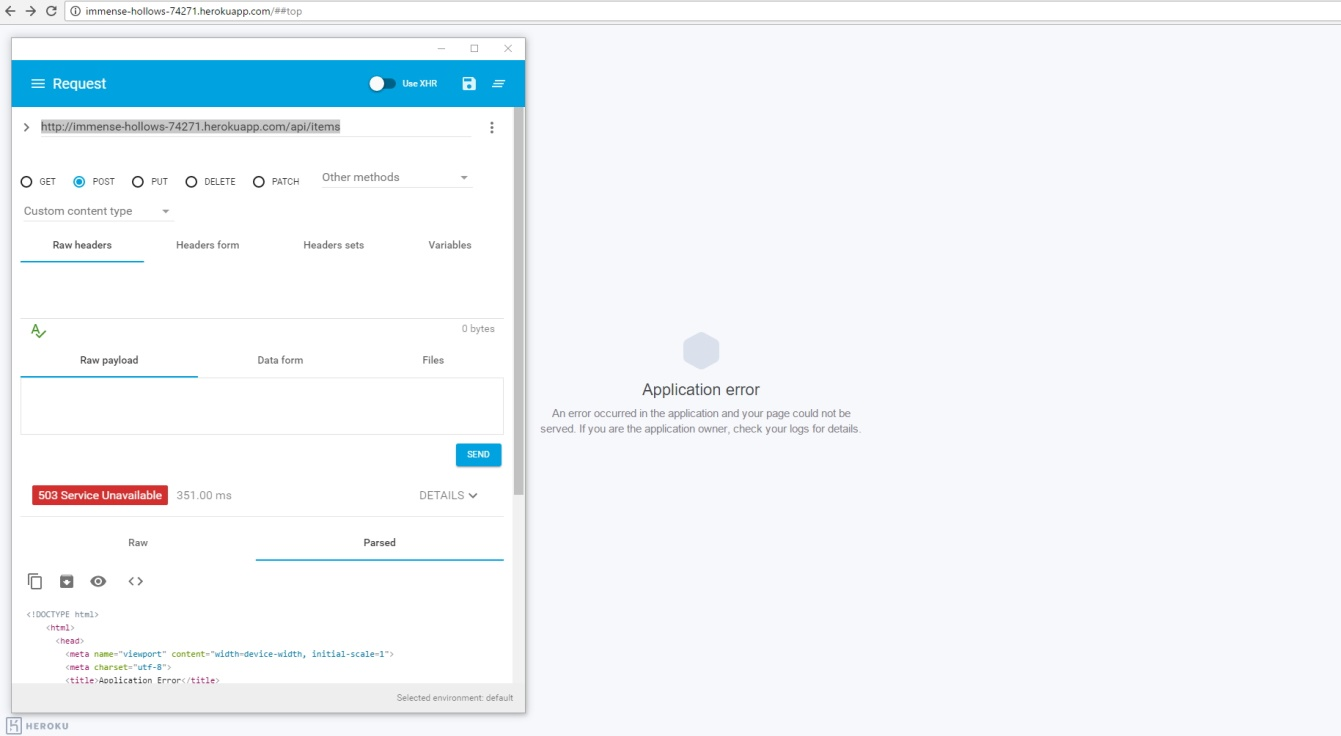 immense-hollows-74271.herokuapp.com/##top
Request
Use XHR
http://immense-hollows-74271.herokuapp.com/api/items
GET POST PUT DELETE PATCH Other methods
Custom content type
Raw headers Headers form Headers sets Variables
0 bytes
Raw payload Data form Files
SEND
503 Service Unavailable 351.00 ms DETAILS
Raw Parsed
<!DOCTYPE html>
<html>
<head>
<meta name="viewport" content="width=device-width, initial-scale=1">
<meta charset="utf-8">
<title>Application Error</title>
Selected environment: default
Application error
An error occurred in the application and your page could not be
served. If you are the application owner, check your logs for details.
HEROKU